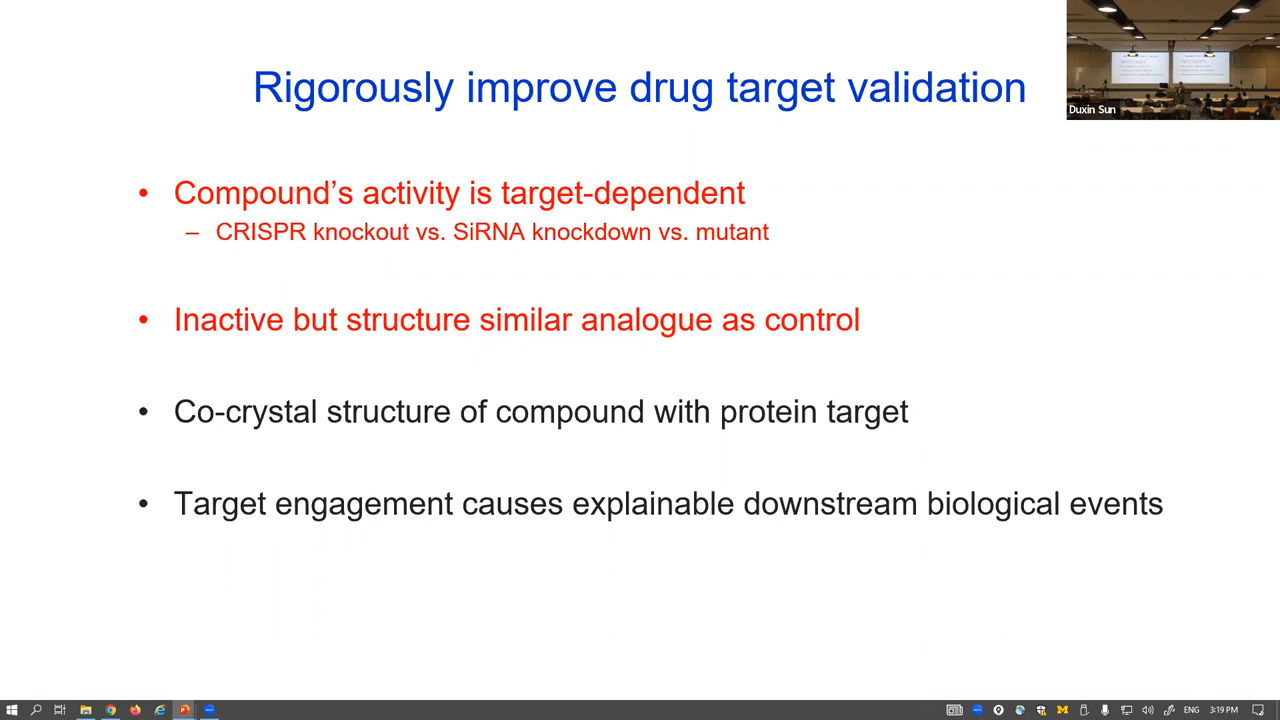 Rigorously improve drug target validation
Duxin Sun
• Compound’s activity is target-dependent
– CRISPR knockout vs. SiRNA knockdown vs. mutant
• Inactive but structure similar analogue as control
• Co-crystal structure of compound with protein target
• Target engagement causes explainable downstream biological events
ENG
3:19 PM